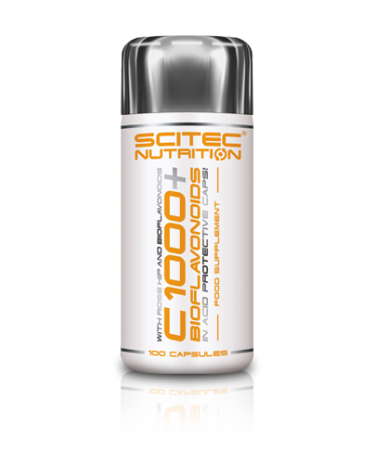 SCITEC®
NUTRITION
WITH ROSE HIP AND BIOFLAVONOIDS
C 1000+
BIOFLAVONOIDS
IN ACID PROTECTIVE CAPS!
FOOD SUPPLEMENT
100 CAPSULES